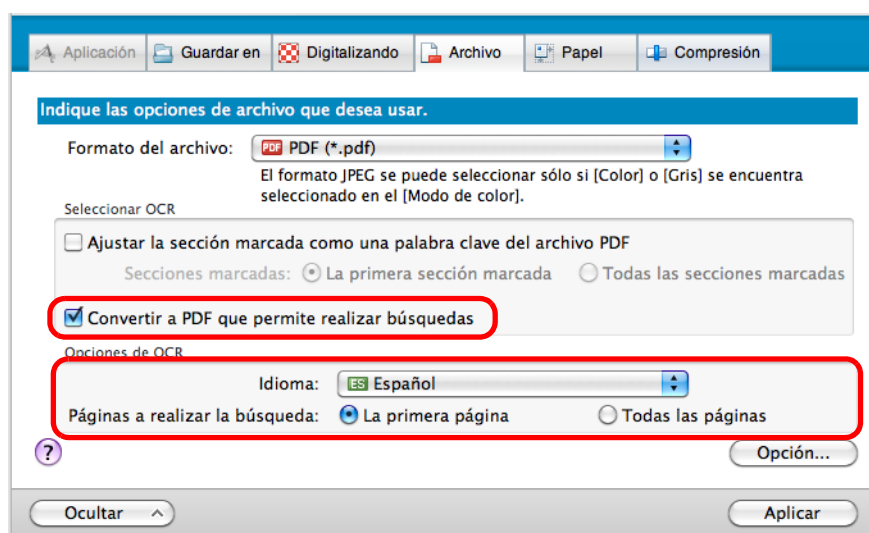 Aplicación Guardar en Digitalizando Archivo Papel Compresión
Indique las opciones de archivo que desea usar.
Formato del archivo: PDF PDF (*.pdf)
El formato JPEG se puede seleccionar sólo si [Color] o [Gris] se encuentra
seleccionado en el [Modo de color].
Seleccionar OCR
Ajustar la sección marcada como una palabra clave del archivo PDF
Secciones marcadas: La primera sección marcada Todas las secciones marcadas
Convertir a PDF que permite realizar búsquedas
Opciones de OCR
Idioma: ES Español
Páginas a realizar la búsqueda: La primera página Todas las páginas
? Opción...
Ocultar Aplicar